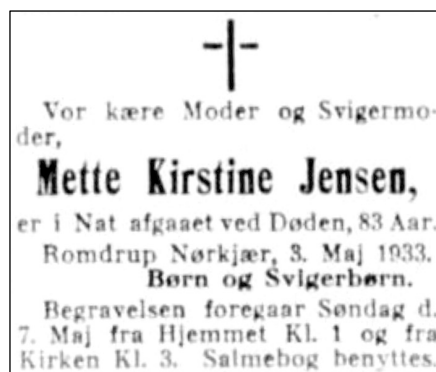 Vor kære Moder og Svigermo-
der,
Mette Kirstine Jensen,
er i Nat afgaaet ved Døden, 83 Aar.
Romdrup Nørkjær, 3. Maj 1933.
Børn og Svigerbørn.
Begravelsen foregaar Søndag d.
7. Maj fra Hjemmet Kl. 1 og fra
Kirken Kl. 3. Salmebog benyttes.